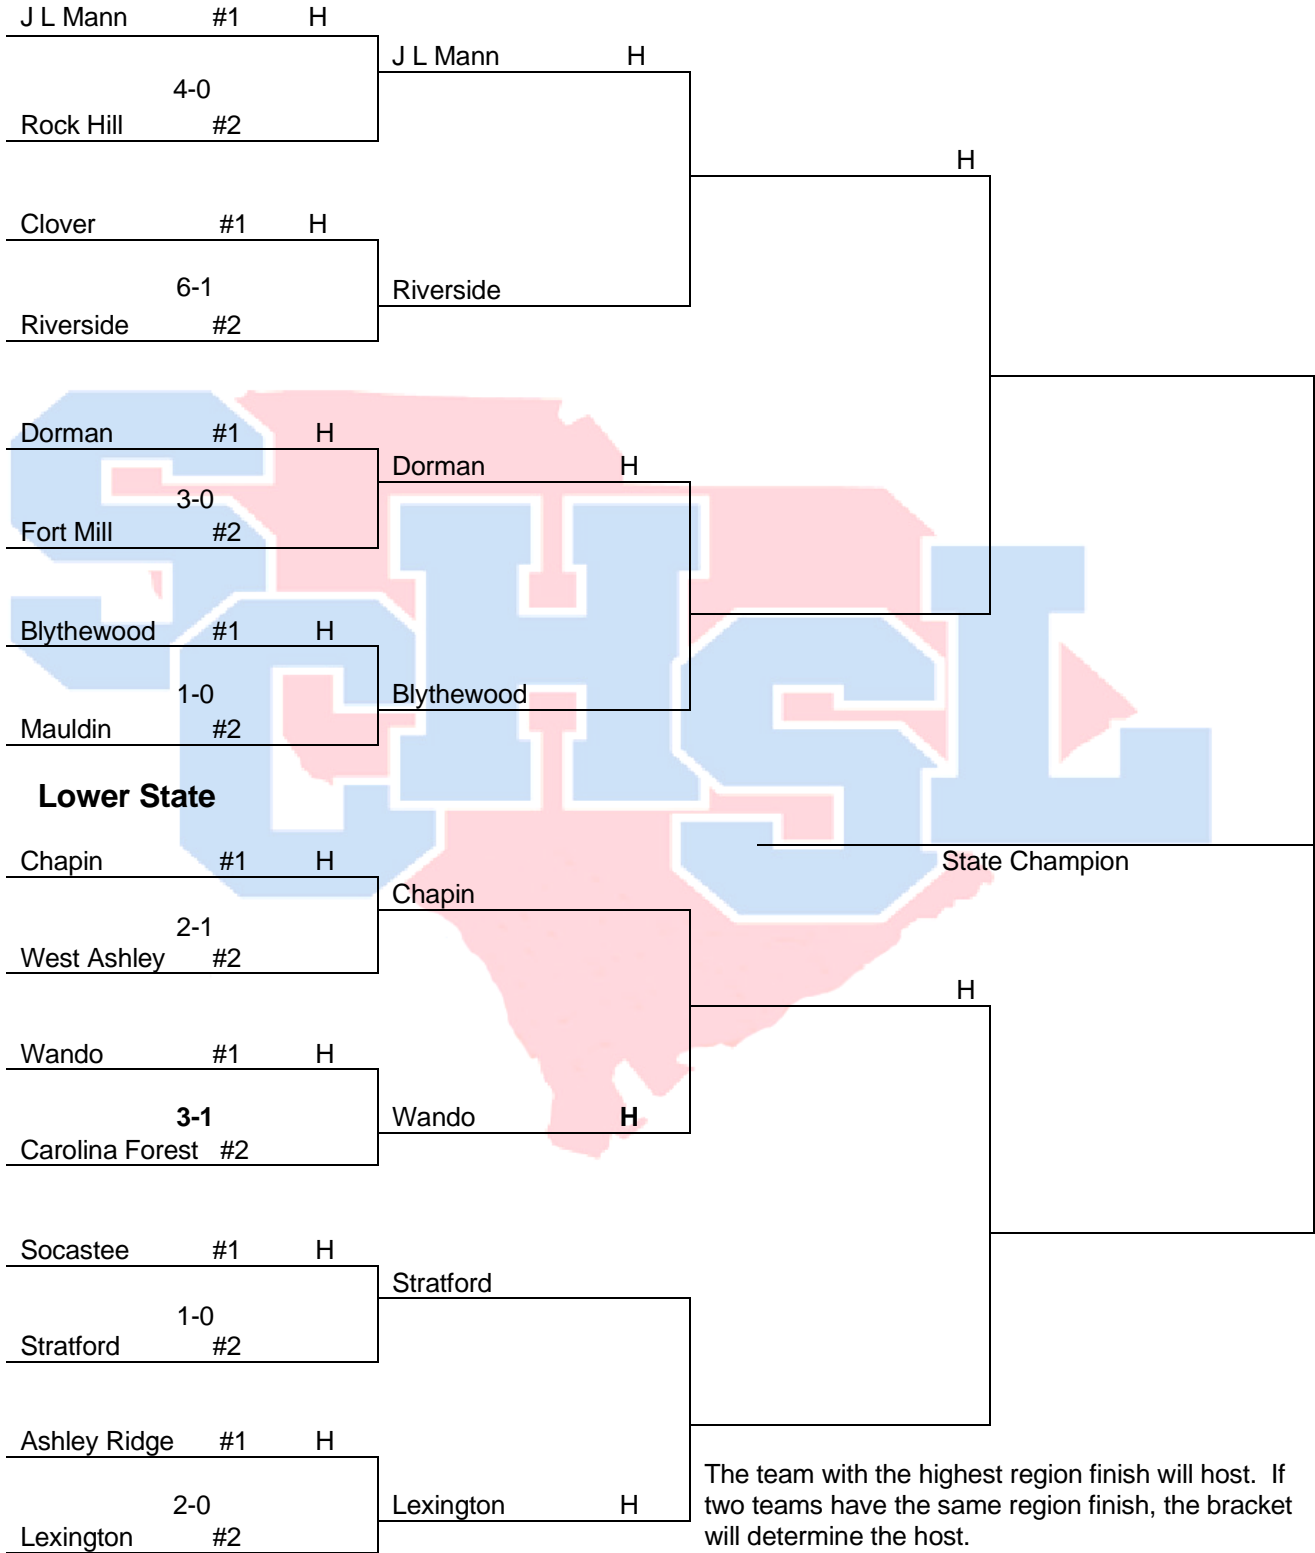 J L Mann #1 H
J L Mann H
4-0
Rock Hill #2
H
Clover #1 H
6-1
Riverside
Riverside #2
Dorman #1 H
Dorman H
3-0
Fort Mill #2
Blythewood #1 H
1-0
Blythewood
Mauldin #2
Lower State
Chapin #1 H
State Champion
Chapin
2-1
West Ashley #2
H
Wando #1 H
3-1
Wando H
Carolina Forest #2
Socastee #1 H
Stratford
1-0
Stratford #2
Ashley Ridge #1 H
The team with the highest region finish will host. If
two teams have the same region finish, the bracket
will determine the host.
2-0
Lexington H
Lexington #2
SCHSL